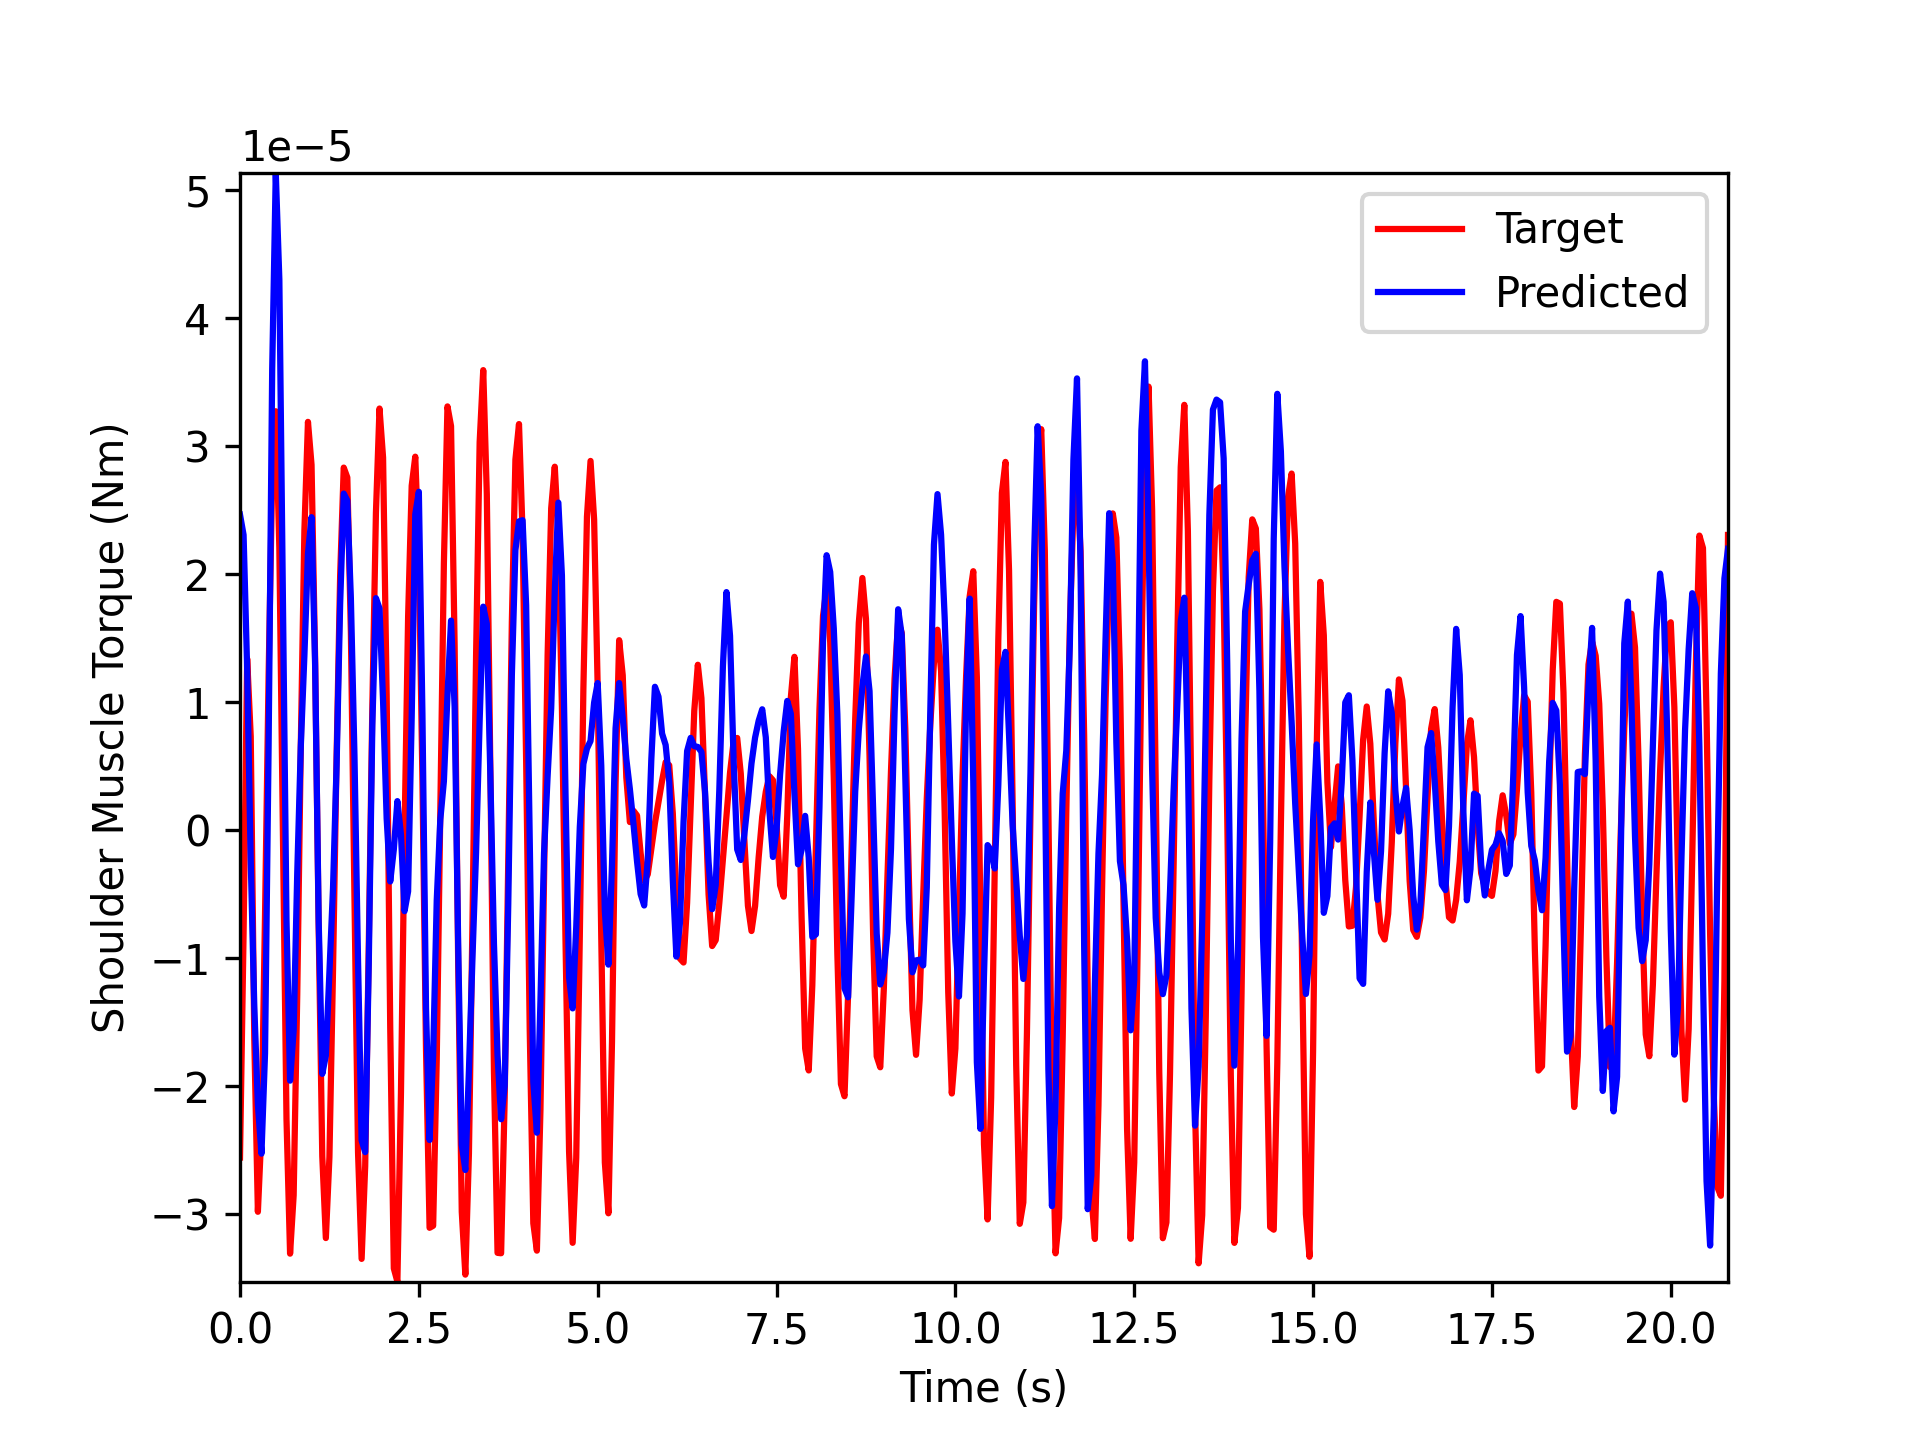 1e−5
5
4
3
2
1
0
−1
−2
−3
Shoulder Muscle Torque (Nm)
Target
Predicted
0.0 2.5 5.0 7.5 10.0 12.5 15.0 17.5 20.0
Time (s)